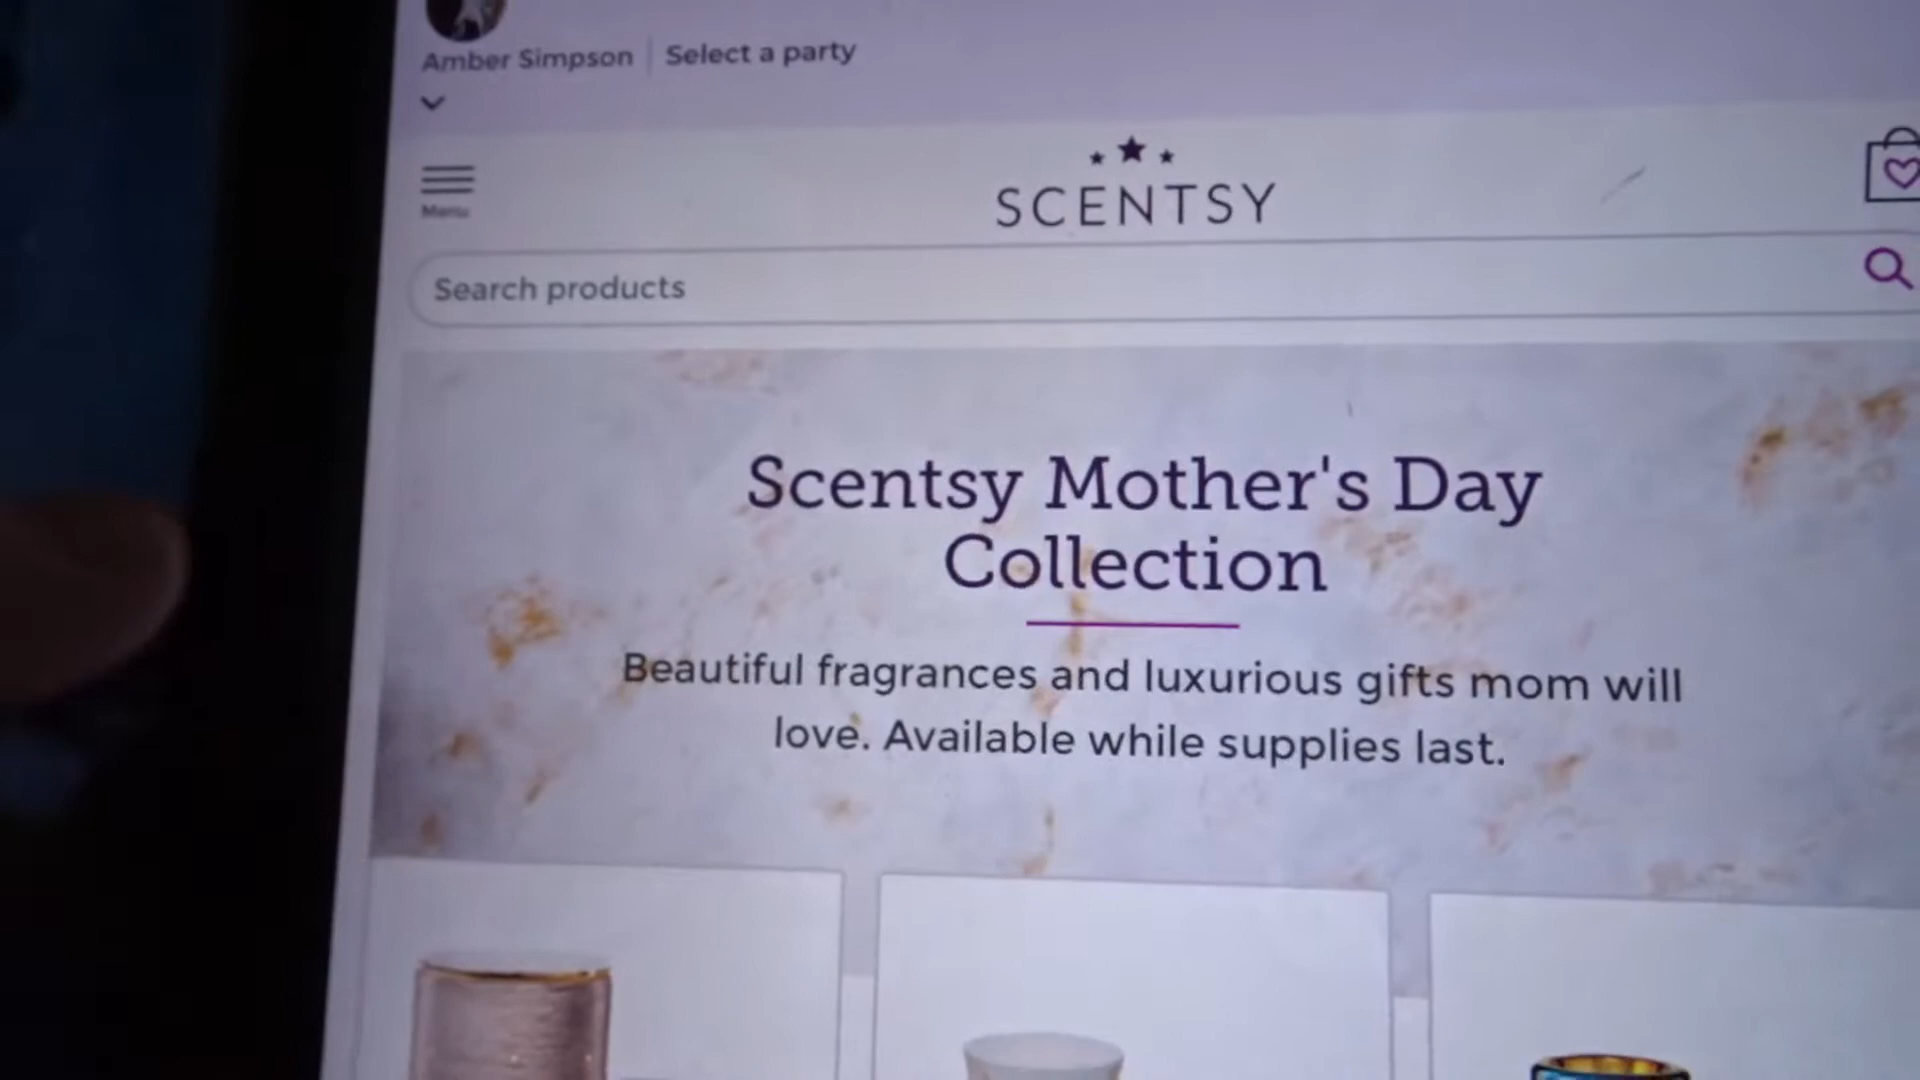 Amber Simpson | Select a party
SCENTSY
Menu
Search products
Scentsy Mother's Day
Collection
Beautiful fragrances and luxurious gifts mom will
love. Available while supplies last.